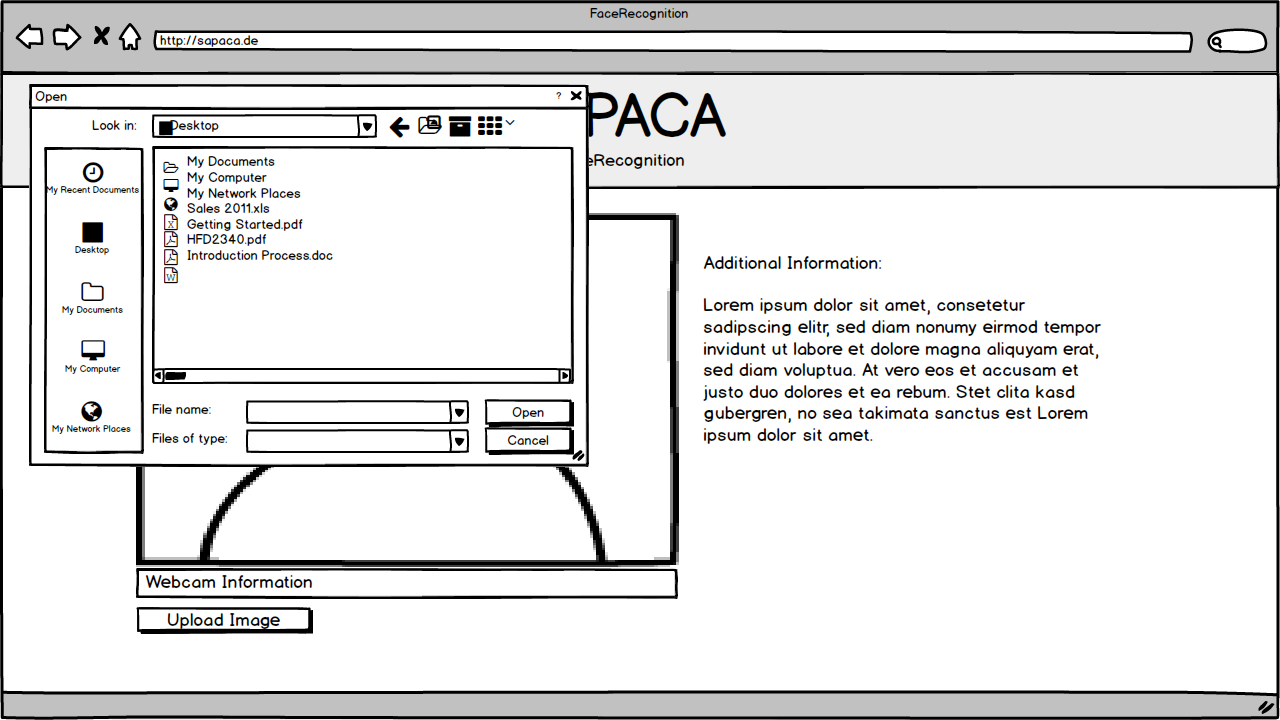 FaceRecognition
http://sapaca.de
Open ?
PACA
Look in: Desktop
eRecognition
My Recent Documents
Desktop
My Documents
My Computer
My Network Places
My Documents
My Computer
My Network Places
Sales 2011.xls
Getting Started.pdf
HFD2340.pdf
Introduction Process.doc
File name:
Open
Files of type:
Cancel
Additional Information:
Lorem ipsum dolor sit amet, consetetur
sadipscing elitr, sed diam nonumy eirmod tempor
invidunt ut labore et dolore magna aliquyam erat,
sed diam voluptua. At vero eos et accusam et
justo duo dolores et ea rebum. Stet clita kasd
gubergren, no sea takimata sanctus est Lorem
ipsum dolor sit amet.
Webcam Information
Upload Image